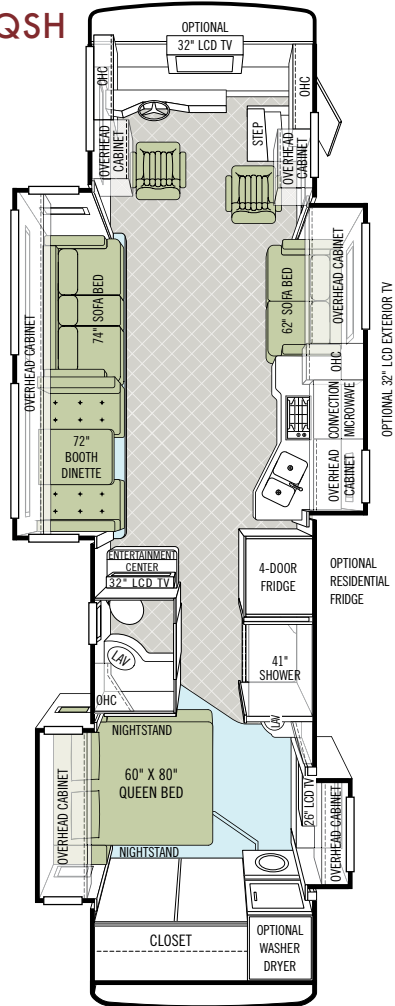 QSH
OPTIONAL
32" LCD TV
OHC
OHC
OVERHEAD
CABINET
STEP
OVERHEAD
CABINET
OVERHEAD CABINET
74" SOFA BED
62" SOFA BED
OVERHEAD CABINET
OPTIONAL 32" LCD EXTERIOR TV
OHC
CONVECTION
MICROWAVE
72"
BOOTH
DINETTE
OVERHEAD
CABINET
ENTERTAINMENT
CENTER
32" LCD TV
4-DOOR
FRIDGE
OPTIONAL
RESIDENTIAL
FRIDGE
LAV
OHC
41"
SHOWER
LAV
NIGHTSTAND
60" X 80"
QUEEN BED
OVERHEAD CABINET
NIGHTSTAND
26" LCD TV
OVERHEAD CABINET
CLOSET
OPTIONAL
WASHER
DRYER